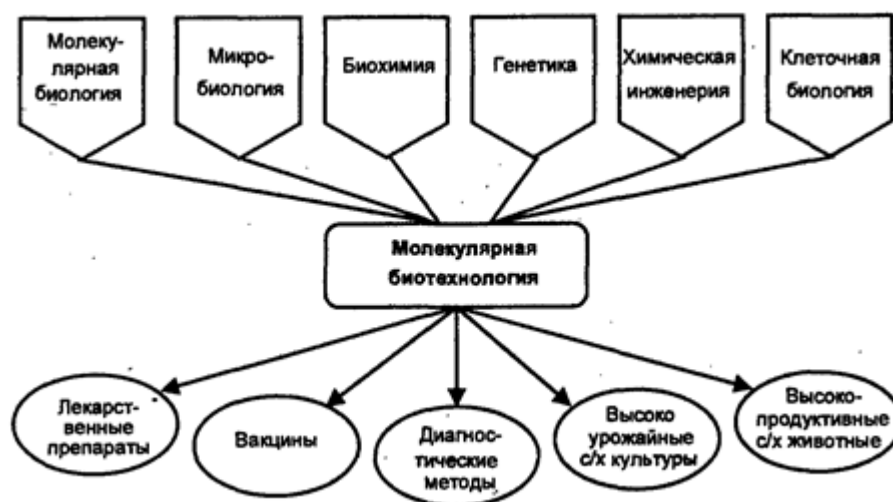 Молеку-
лярная
биология
Микро-
биология
Биохимия
Генетика
Химическая
инженерия
Клеточная
биология
Молекулярная
биотехнология
Лекарст-
венные
препараты
Вакцины
Диагнос-
тические
методы
Высоко
урожайные
с/х культуры
Высоко-
продуктивные
с/х животные